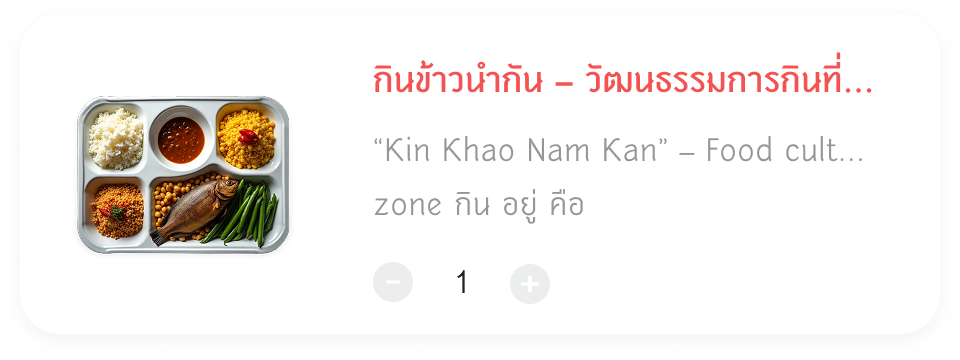 กินข้าวนำกัน – วัฒนธรรมการกินที่...
“Kin Khao Nam Kan” – Food cult...
zone กิน อยู่ คือ
- 1 +